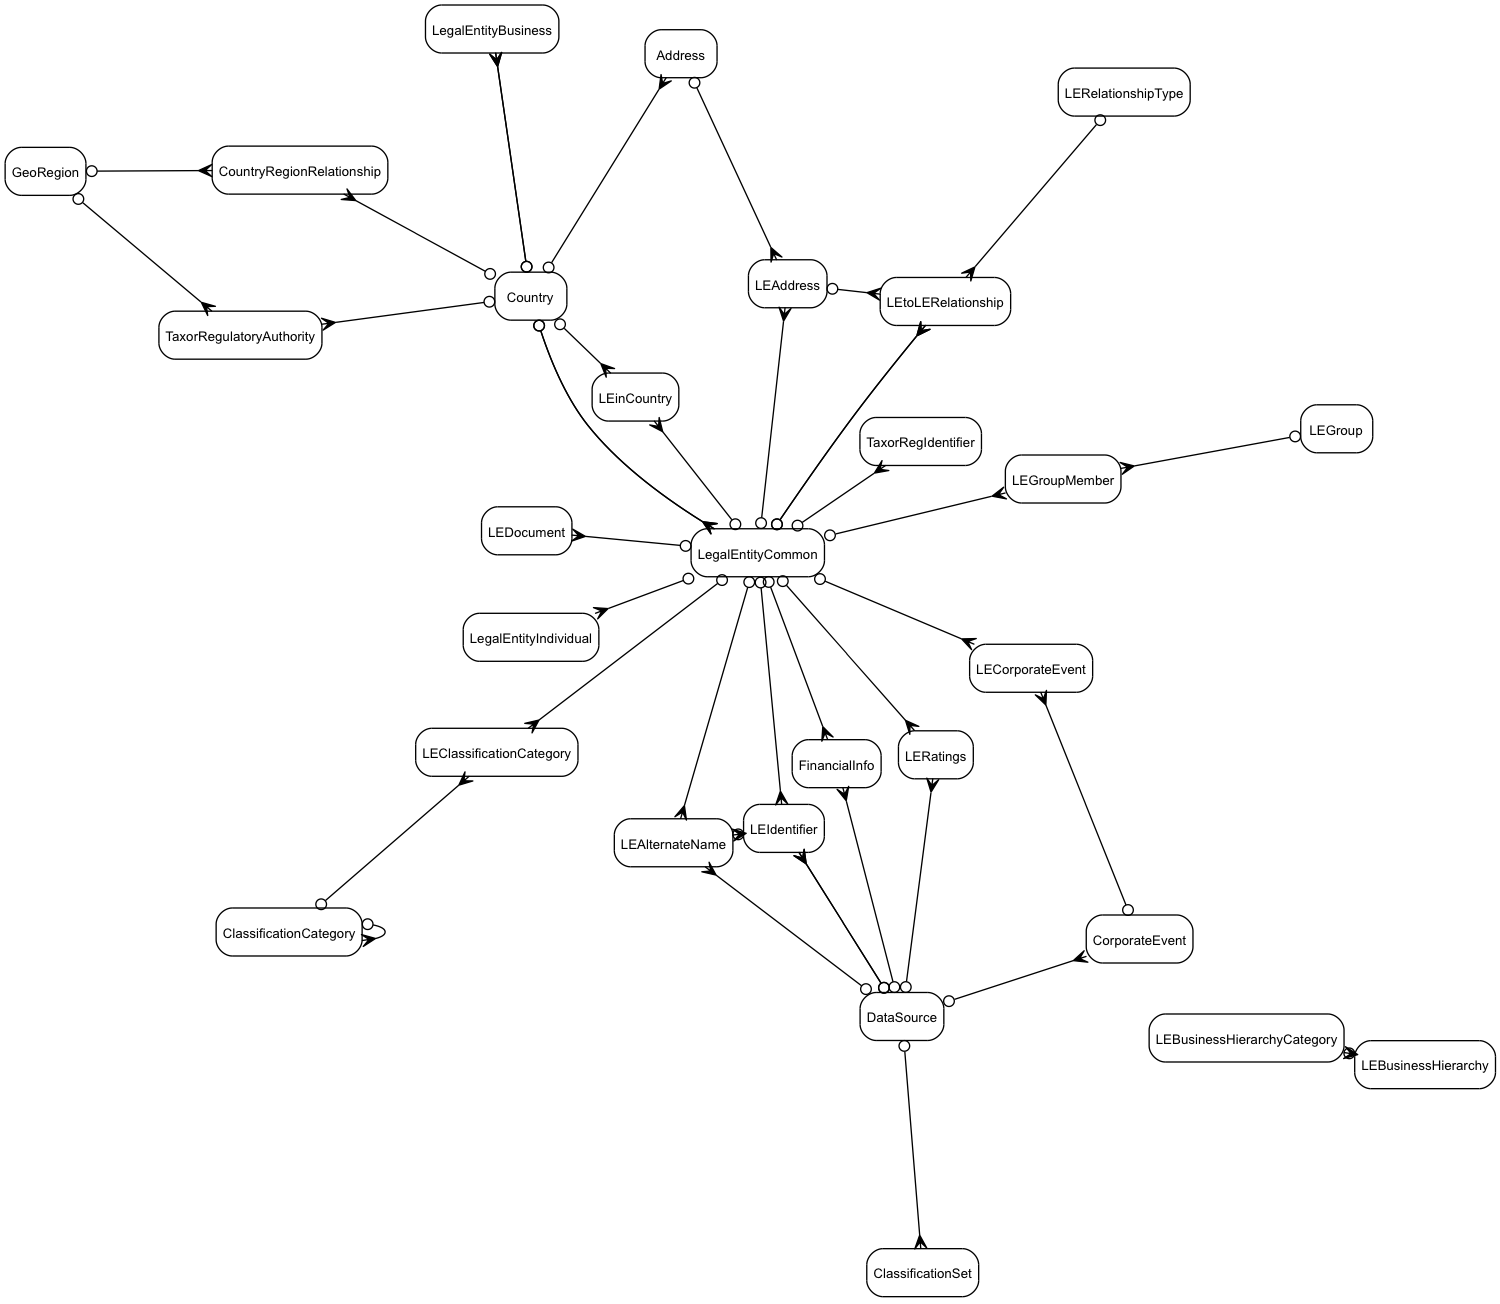 LegalEntityBusiness
Address
LERelationshipType
GeoRegion
CountryRegionRelationship
Country
LEAddress
LEtoLERelationship
TaxorRegulatoryAuthority
LEinCountry
LEGroup
TaxorRegIdentifier
LEGroupMember
LEDocument
LegalEntityCommon
LegalEntityIndividual
LECorporateEvent
LEClassificationCategory
FinancialInfo
LERatings
LEAlternateName
LEIdentifier
ClassificationCategory
CorporateEvent
DataSource
LEBusinessHierarchyCategory
LEBusinessHierarchy
ClassificationSet